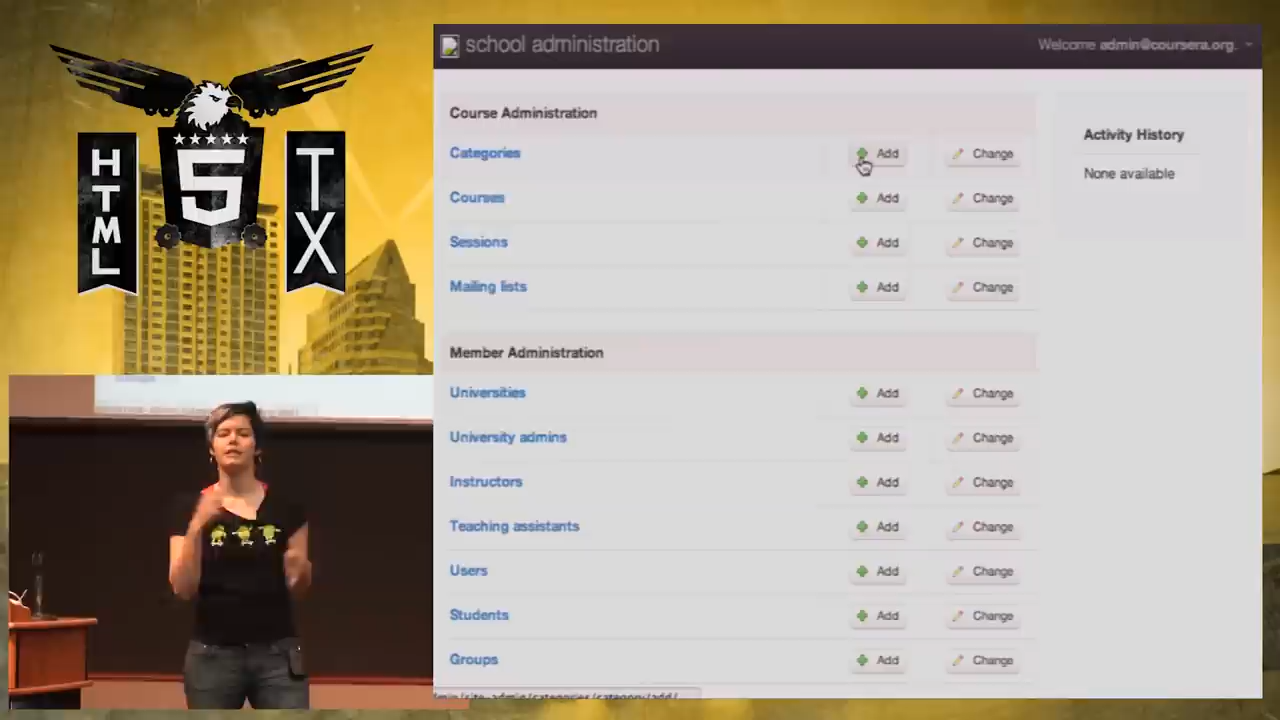 HTML
5
TX
school administration
Welcome admin@coursera.org.
Course Administration
Categories Add Change
Courses Add Change
Sessions Add Change
Mailing lists Add Change
Member Administration
Universities Add Change
University admins Add Change
Instructors Add Change
Teaching assistants Add Change
Users Add Change
Students Add Change
Groups Add Change
Activity History
None available